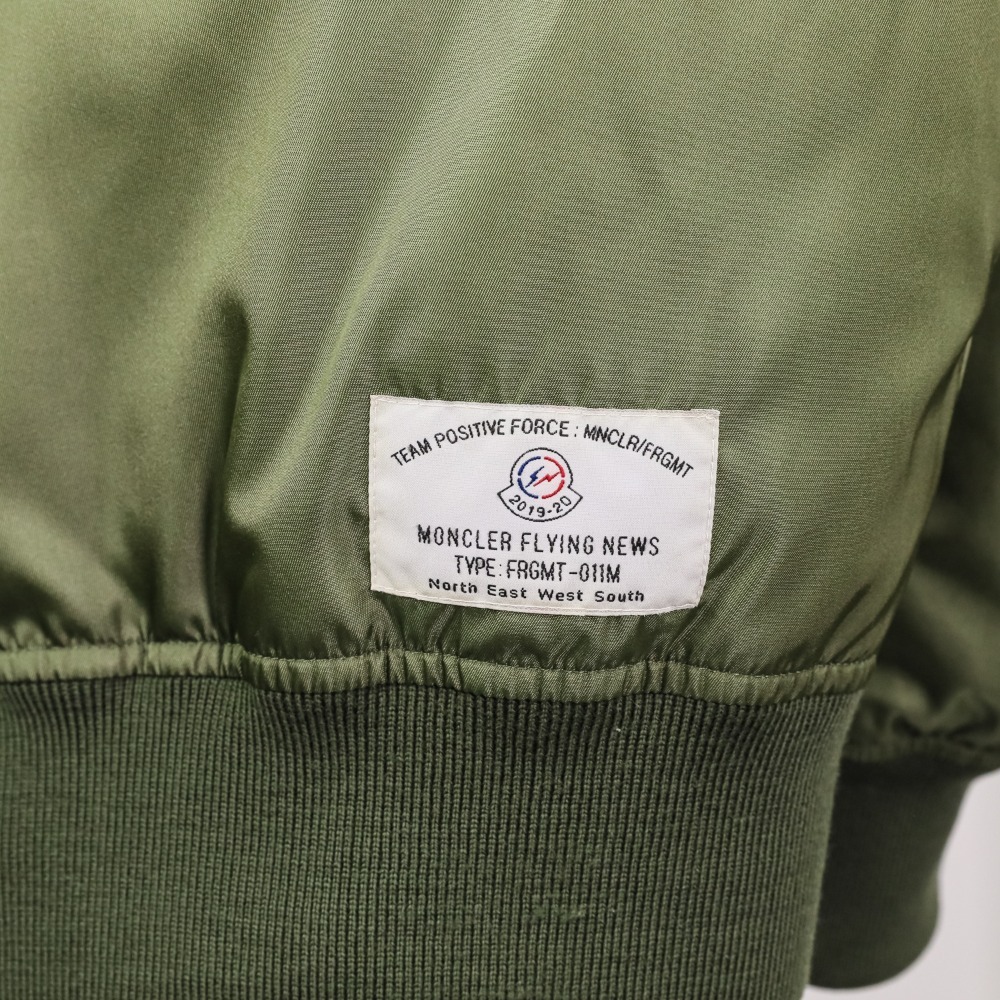 TEAM POSITIVE FORCE : MNCLR/FRGMT
2019-20
MONCLER FLYING NEWS
TYPE: FRGMT-011M
North East West South